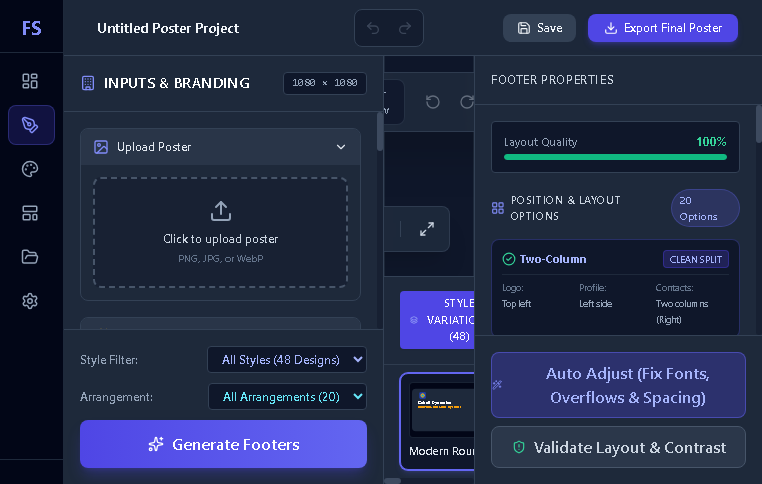 FS
Untitled Poster Project
Save
Export Final Poster
INPUTS & BRANDING
1080 × 1080
Upload Poster
Click to upload poster
PNG, JPG, or WebP
Style Filter:
All Styles (48 Designs)
Arrangement:
All Arrangements (20)
Generate Footers
STYLE
VARIATIO
(48)
Modern Roun
FOOTER PROPERTIES
Layout Quality
100%
POSITION & LAYOUT
OPTIONS
20
Options
Two-Column
CLEAN SPLIT
Logo:
Profile:
Contacts:
Top left
Left side
Two columns
(Right)
Auto Adjust (Fix Fonts,
Overflows & Spacing)
Validate Layout & Contrast